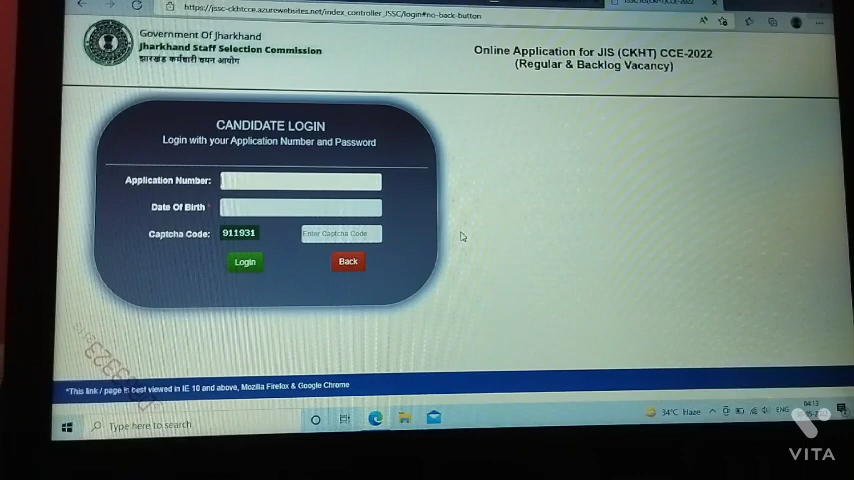 https://jssc-ckhtcce.azurewebsites.net/index_controller_JSSC/login#no-back-button
Government Of Jharkhand
Jharkhand Staff Selection Commission
झारखंड कर्मचारी चयन आयोग
Online Application for JIS (CKHT) CCE-2022
(Regular & Backlog Vacancy)
CANDIDATE LOGIN
Login with your Application Number and Password
Application Number:
Date Of Birth *
Captcha Code: 911931 Enter Captcha Code
Login Back
*This link / page is best viewed in IE 10 and above, Mozilla Firefox & Google Chrome
Type here to search
34°C Haze ENG 04:13
VITA